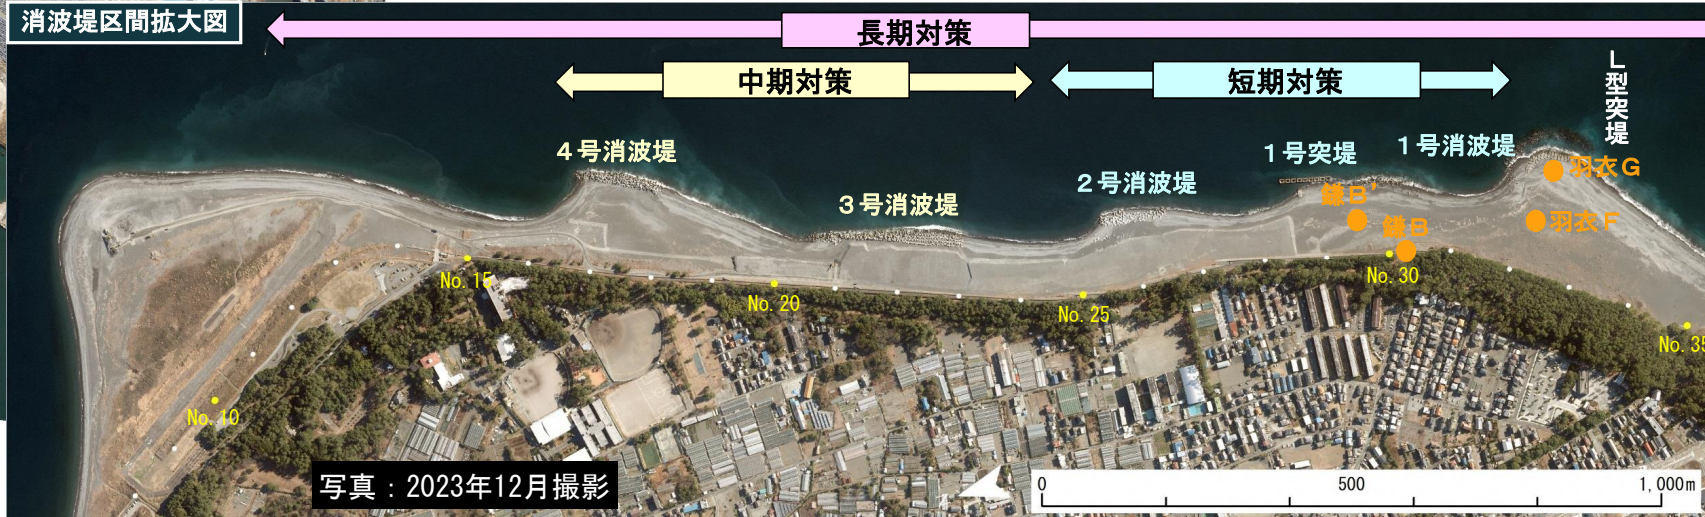 消波堤区間拡大図
長期対策
中期対策
短期対策
L型突堤
4号消波堤
3号消波堤
2号消波堤
1号突堤
1号消波堤
羽衣G
鎌B'
鎌B
羽衣F
No.15
No.20
No.25
No.30
No.35
No.10
写真：2023年12月撮影
0 500 1,000m